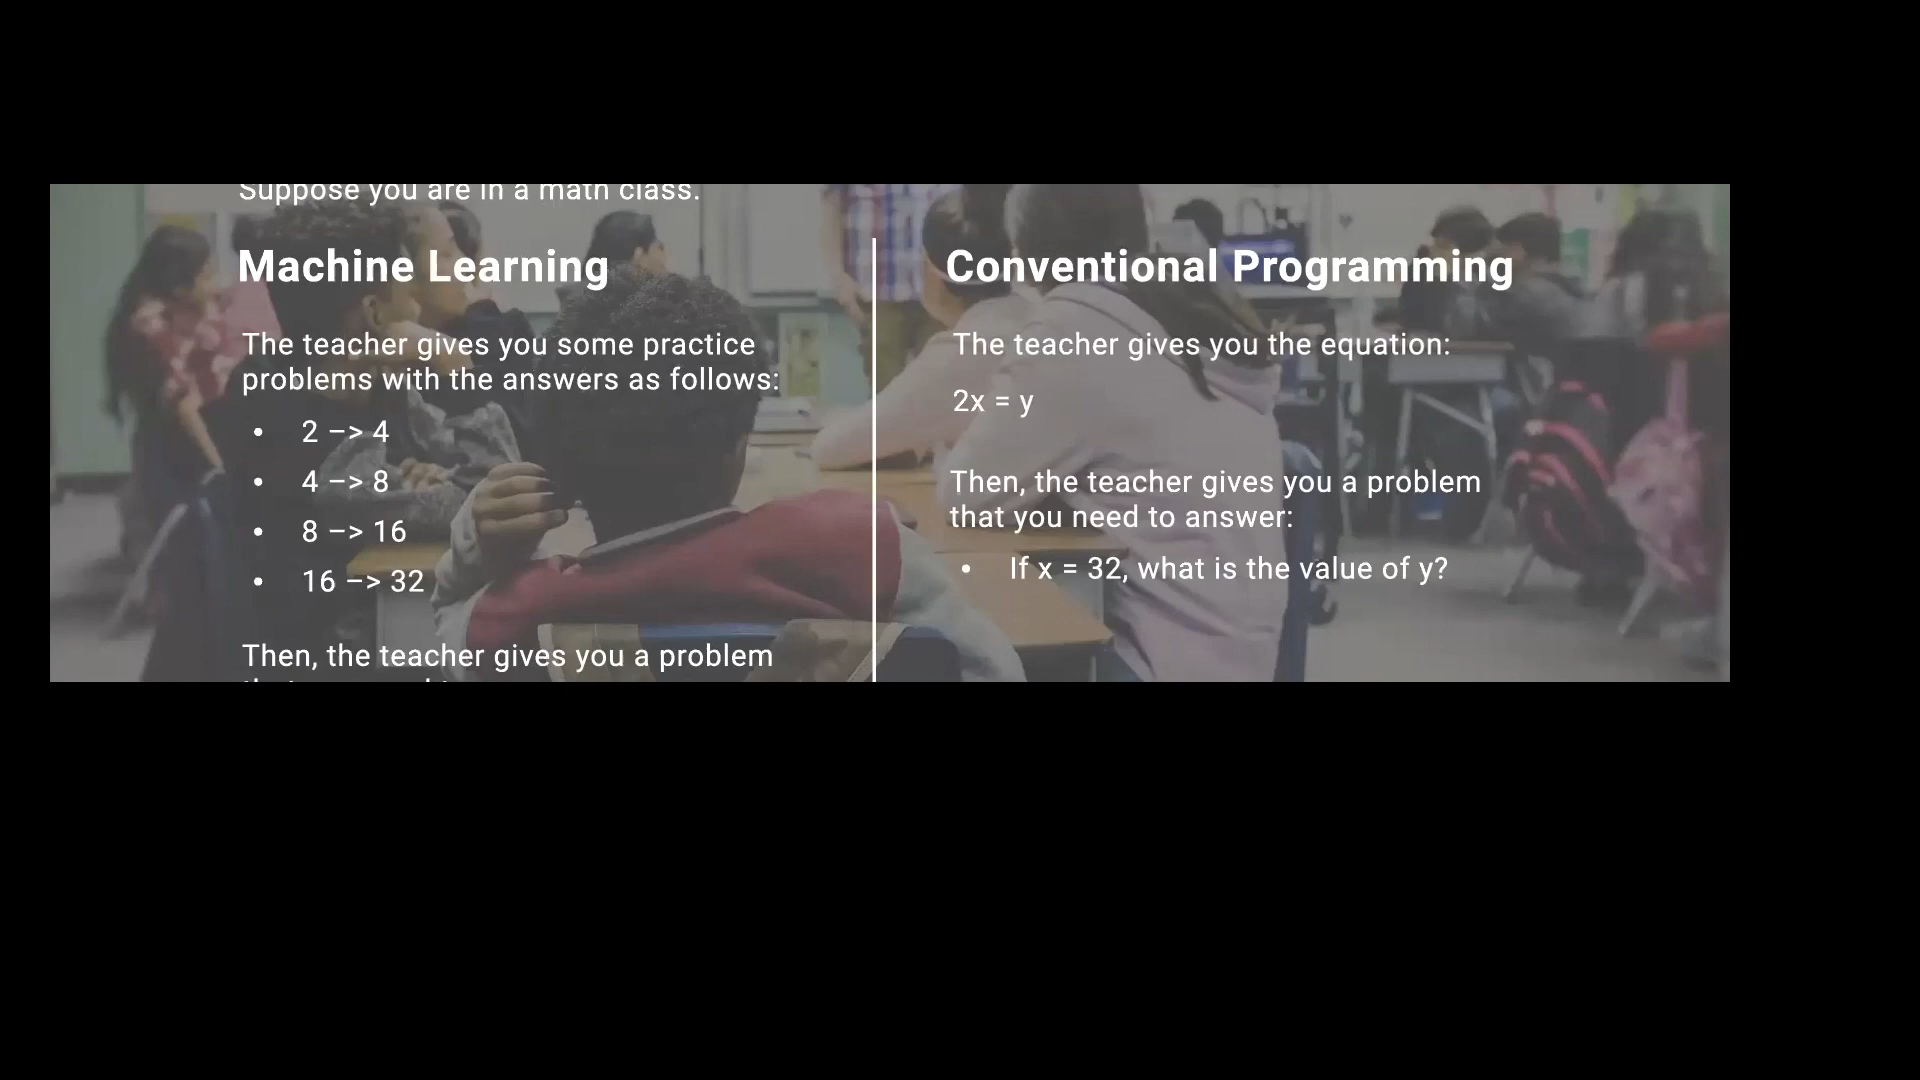 Suppose you are in a math class.
Machine Learning
The teacher gives you some practice
problems with the answers as follows:
• 2 –> 4
• 4 –> 8
• 8 –> 16
• 16 –> 32
Then, the teacher gives you a problem
Conventional Programming
The teacher gives you the equation:
2x = y
Then, the teacher gives you a problem
that you need to answer:
• If x = 32, what is the value of y?